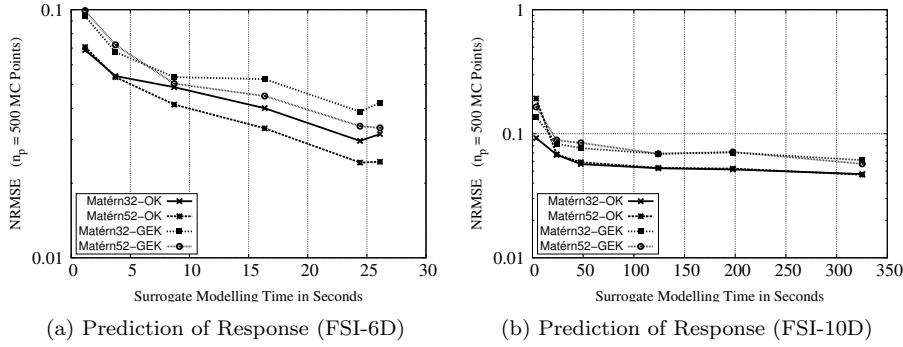 0.1
0.01
NRMSE (n_p = 500 MC Points)
Matérn32−OK
Matérn52−OK
Matérn32−GEK
Matérn52−GEK
0 5 10 15 20 25 30
Surrogate Modelling Time in Seconds
(a) Prediction of Response (FSI-6D)
1
0.1
0.01
NRMSE (n_p = 500 MC Points)
Matérn32−OK
Matérn52−OK
Matérn32−GEK
Matérn52−GEK
0 50 100 150 200 250 300 350
Surrogate Modelling Time in Seconds
(b) Prediction of Response (FSI-10D)